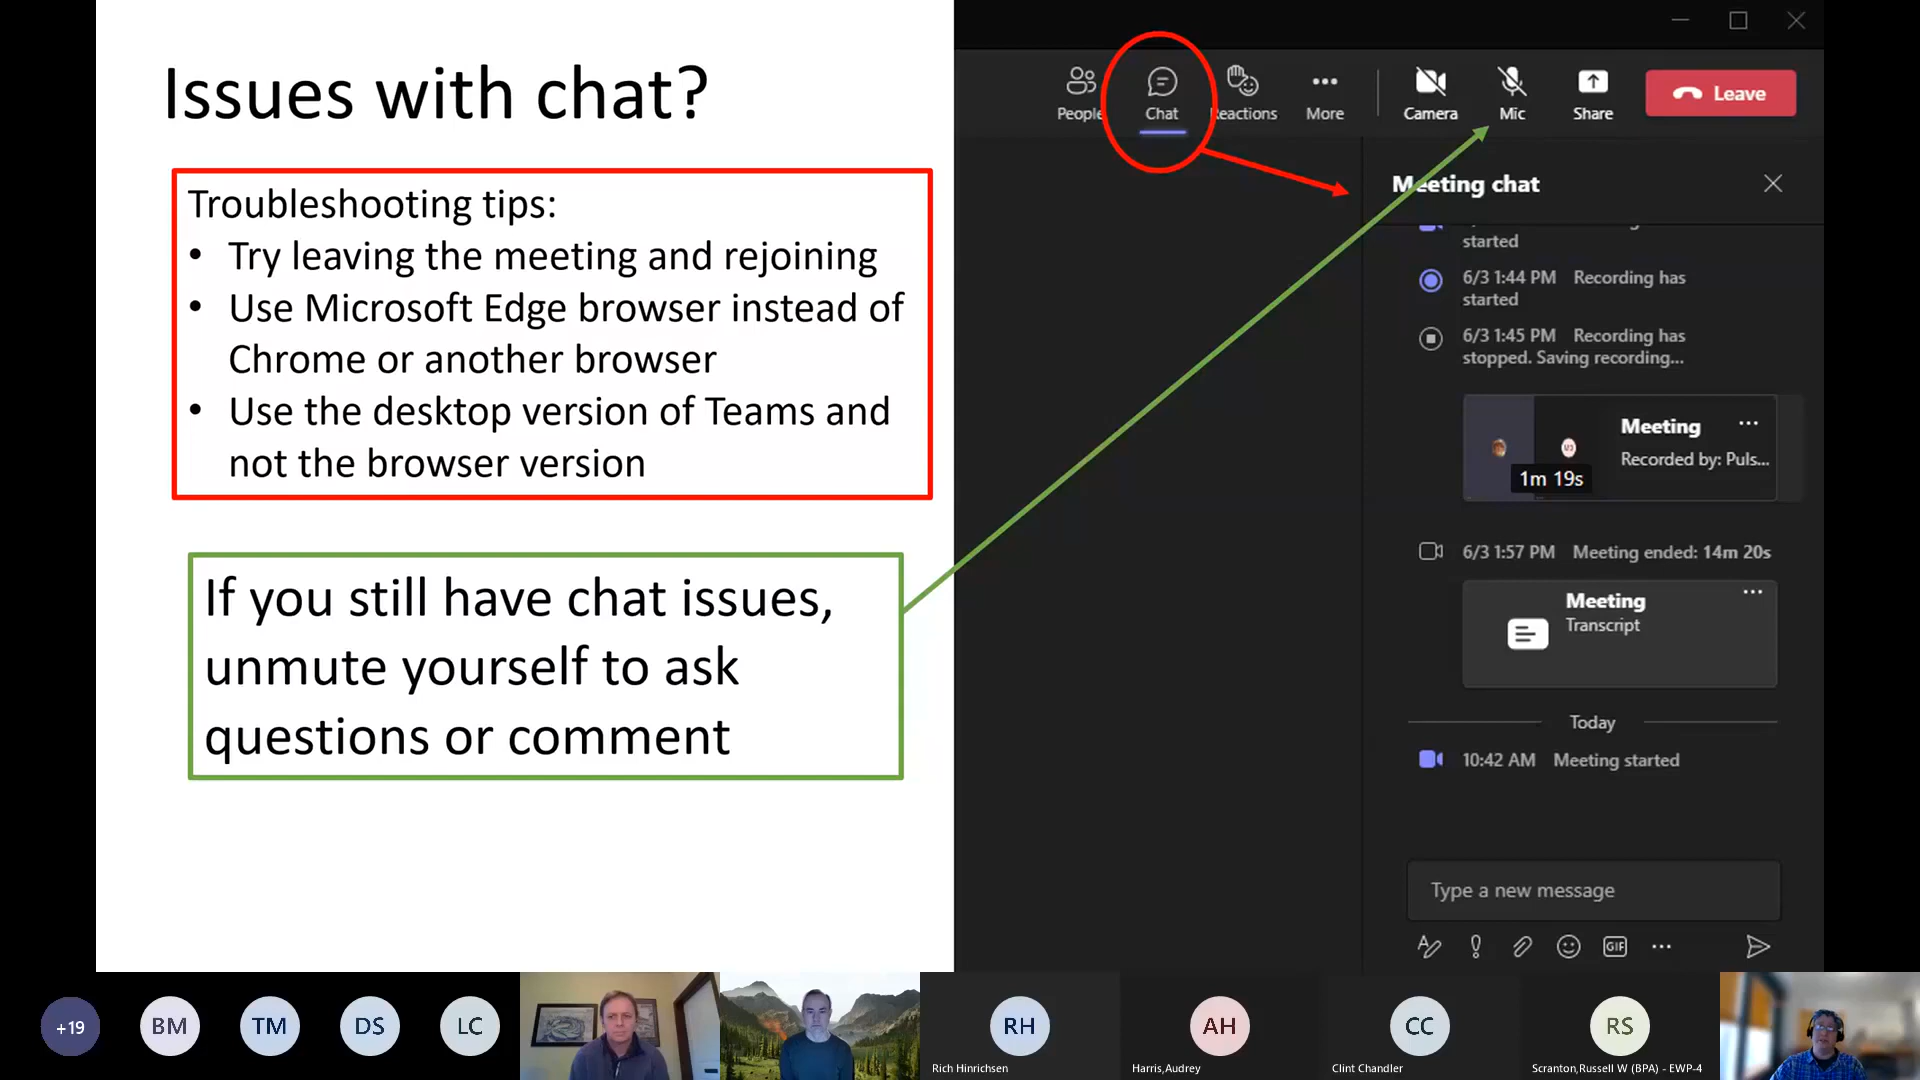 Issues with chat?
Troubleshooting tips:
• Try leaving the meeting and rejoining
• Use Microsoft Edge browser instead of
Chrome or another browser
• Use the desktop version of Teams and
not the browser version
If you still have chat issues,
unmute yourself to ask
questions or comment
People
Chat
Reactions
More
Camera
Mic
Share
Leave
Meeting chat
started
6/3 1:44 PM Recording has
started
6/3 1:45 PM Recording has
stopped. Saving recording...
Meeting ...
Recorded by: Puls...
1m 19s
6/3 1:57 PM Meeting ended: 14m 20s
Meeting ...
Transcript
Today
10:42 AM Meeting started
Type a new message
GIF
+19
BM
TM
DS
LC
RH
Rich Hinrichsen
AH
Harris,Audrey
CC
Clint Chandler
RS
Scranton,Russell W (BPA) - EWP-4